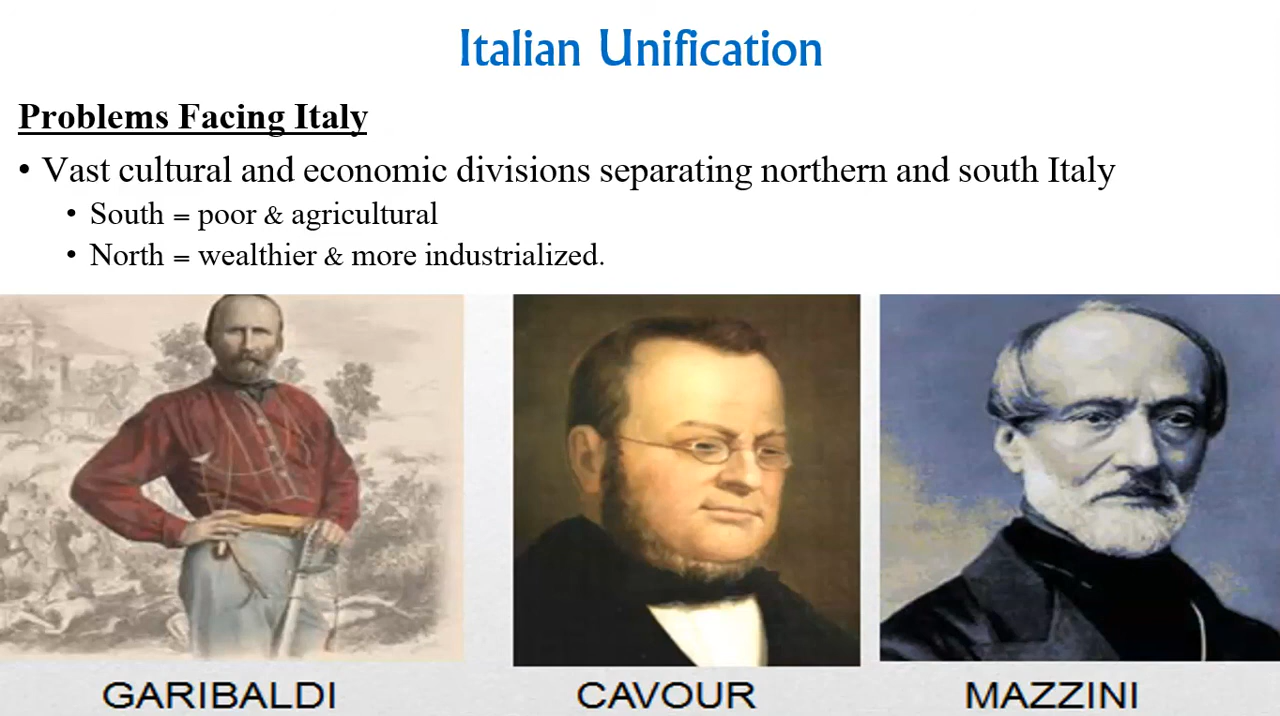 Italian Unification
Problems Facing Italy
• Vast cultural and economic divisions separating northern and south Italy
• South = poor & agricultural
• North = wealthier & more industrialized.
GARIBALDI
CAVOUR
MAZZINI